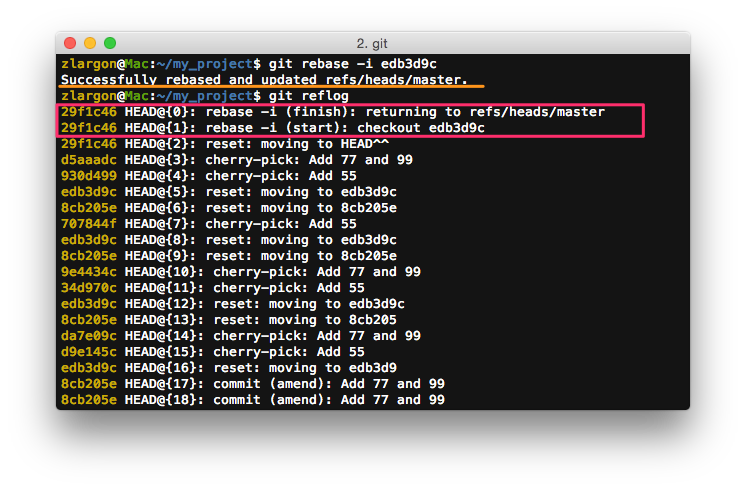 2. git
zlargon@Mac:~/my_project$ git rebase -i edb3d9c
Successfully rebased and updated refs/heads/master.
zlargon@Mac:~/my_project$ git reflog
29f1c46 HEAD@{0}: rebase -i (finish): returning to refs/heads/master
29f1c46 HEAD@{1}: rebase -i (start): checkout edb3d9c
29f1c46 HEAD@{2}: reset: moving to HEAD^^
d5aaadc HEAD@{3}: cherry-pick: Add 77 and 99
930d499 HEAD@{4}: cherry-pick: Add 55
edb3d9c HEAD@{5}: reset: moving to edb3d9c
8cb205e HEAD@{6}: reset: moving to 8cb205e
707844f HEAD@{7}: cherry-pick: Add 55
edb3d9c HEAD@{8}: reset: moving to edb3d9c
8cb205e HEAD@{9}: reset: moving to 8cb205e
9e4434c HEAD@{10}: cherry-pick: Add 77 and 99
34d970c HEAD@{11}: cherry-pick: Add 55
edb3d9c HEAD@{12}: reset: moving to edb3d9c
8cb205e HEAD@{13}: reset: moving to 8cb205
da7e09c HEAD@{14}: cherry-pick: Add 77 and 99
d9e145c HEAD@{15}: cherry-pick: Add 55
edb3d9c HEAD@{16}: reset: moving to edb3d9
8cb205e HEAD@{17}: commit (amend): Add 77 and 99
8cb205e HEAD@{18}: commit (amend): Add 77 and 99